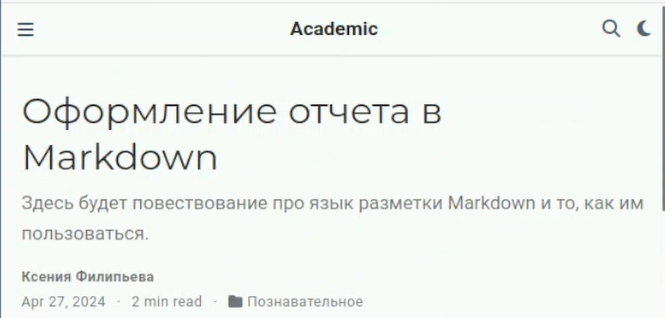 Academic
Оформление отчета в
Markdown
Здесь будет повествование про язык разметки Markdown и то, как им
пользоваться.
Ксения Филипьева
Apr 27, 2024 · 2 min read · Познавательное